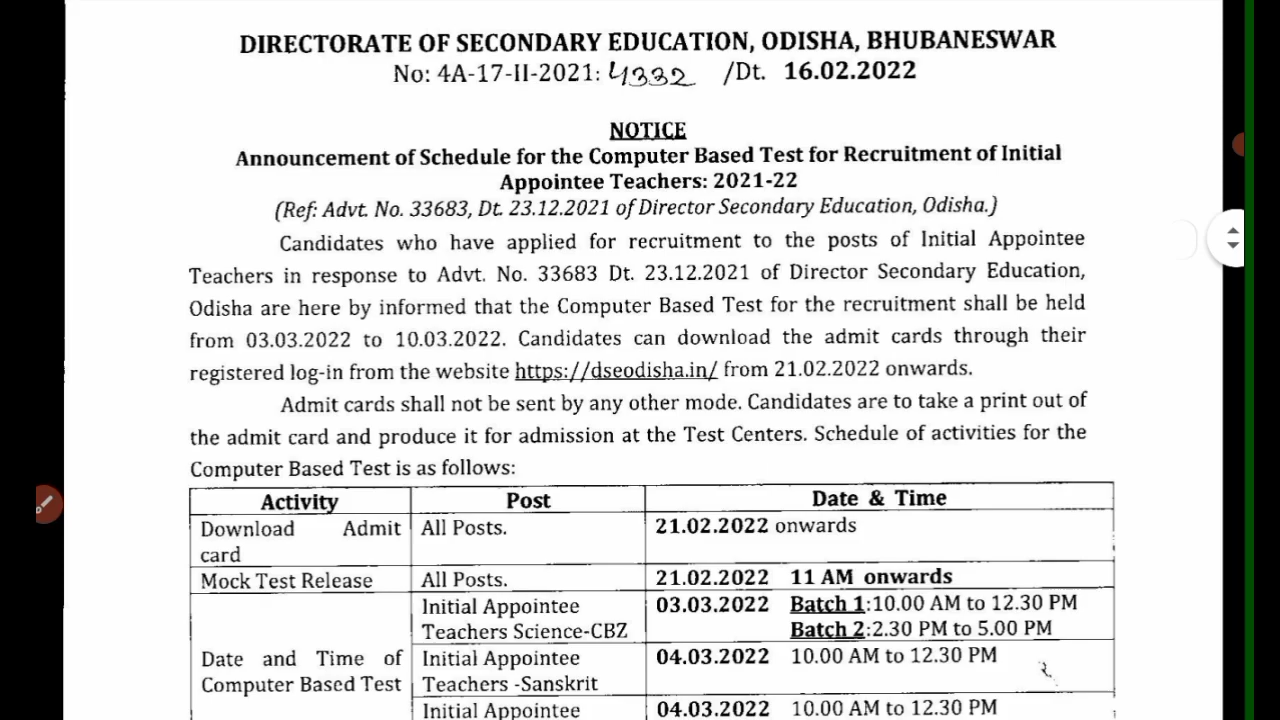 DIRECTORATE OF SECONDARY EDUCATION, ODISHA, BHUBANESWAR
No: 4A-17-II-2021: 4332 /Dt. 16.02.2022
NOTICE
Announcement of Schedule for the Computer Based Test for Recruitment of Initial
Appointee Teachers: 2021-22
(Ref: Advt. No. 33683, Dt. 23.12.2021 of Director Secondary Education, Odisha.)
Candidates who have applied for recruitment to the posts of Initial Appointee
Teachers in response to Advt. No. 33683 Dt. 23.12.2021 of Director Secondary Education,
Odisha are here by informed that the Computer Based Test for the recruitment shall be held
from 03.03.2022 to 10.03.2022. Candidates can download the admit cards through their
registered log-in from the website https://dseodisha.in/ from 21.02.2022 onwards.
Admit cards shall not be sent by any other mode. Candidates are to take a print out of
the admit card and produce it for admission at the Test Centers. Schedule of activities for the
Computer Based Test is as follows:
Activity Post Date & Time
Download Admit card All Posts. 21.02.2022 onwards
Mock Test Release All Posts. 21.02.2022 11 AM onwards
Date and Time of Computer Based Test
Initial Appointee Teachers Science-CBZ 03.03.2022 Batch 1:10.00 AM to 12.30 PM
Batch 2:2.30 PM to 5.00 PM
Initial Appointee Teachers -Sanskrit 04.03.2022 10.00 AM to 12.30 PM
Initial Appointee 04.03.2022 10.00 AM to 12.30 PM